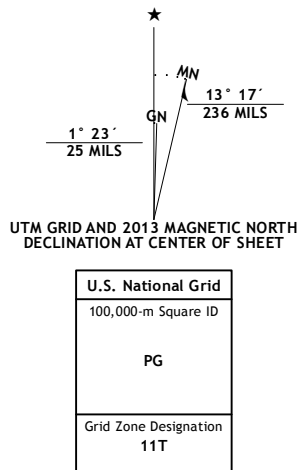 MN
13° 17´
236 MILS
GN
1° 23´
25 MILS
UTM GRID AND 2013 MAGNETIC NORTH
DECLINATION AT CENTER OF SHEET
U.S. National Grid
100,000-m Square ID
PG
Grid Zone Designation
11T